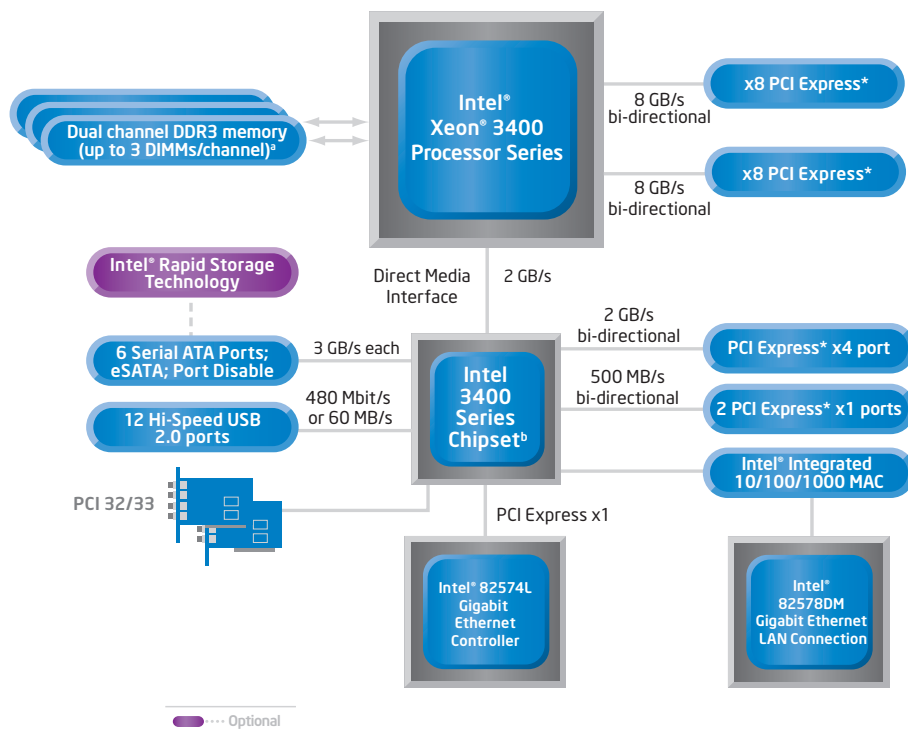 Intel®
Xeon® 3400
Processor Series
x8 PCI Express*
8 GB/s
bi-directional
Dual channel DDR3 memory
(up to 3 DIMMs/channel)ᵃ
x8 PCI Express*
8 GB/s
bi-directional
Intel® Rapid Storage
Technology
Direct Media
Interface
2 GB/s
2 GB/s
bi-directional
PCI Express* x4 port
6 Serial ATA Ports;
eSATA; Port Disable
3 GB/s each
Intel
3400
Series
Chipsetᵇ
500 MB/s
bi-directional
2 PCI Express* x1 ports
12 Hi-Speed USB
2.0 ports
480 Mbit/s
or 60 MB/s
Intel® Integrated
10/100/1000 MAC
PCI 32/33
PCI Express x1
Intel® 82574L
Gigabit
Ethernet
Controller
Intel®
82578DM
Gigabit Ethernet
LAN Connection
Optional